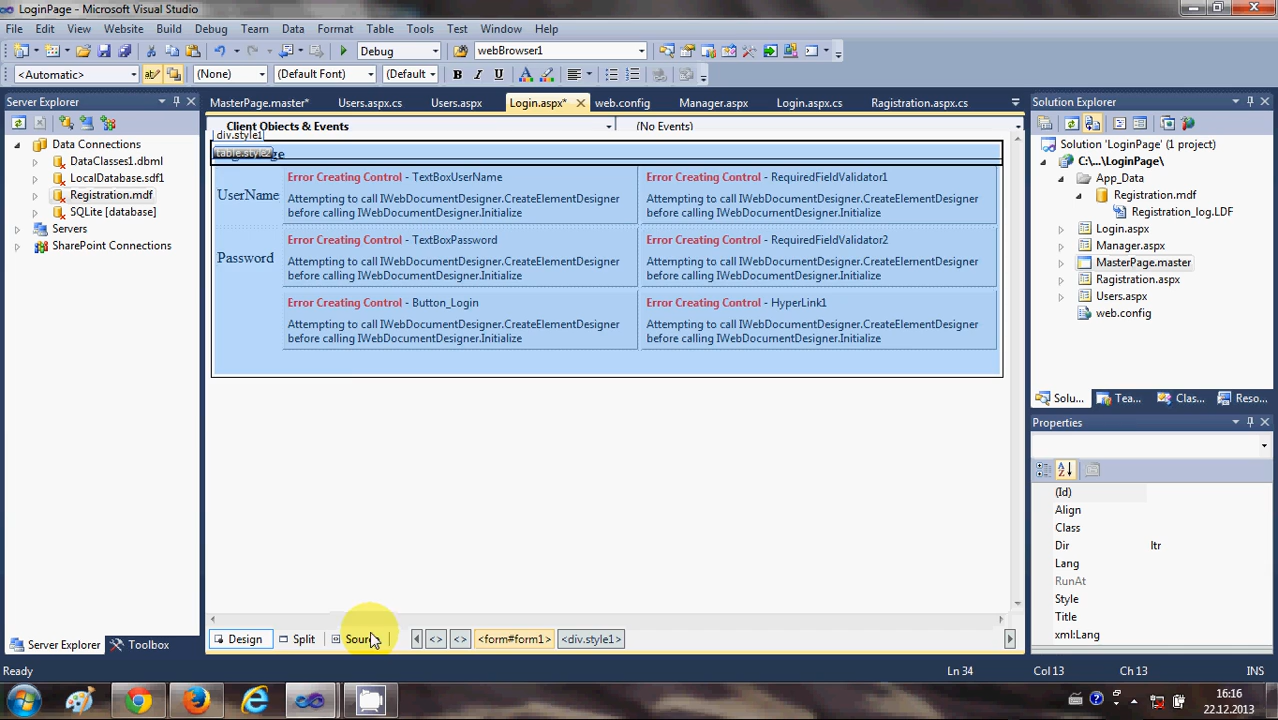 LoginPage - Microsoft Visual Studio
File Edit View Website Build Debug Team Data Format Table Tools Test Window Help
Debug webBrowser1
<Automatic> (None) (Default Font) (Default B I U A
Server Explorer
MasterPage.master* Users.aspx.cs Users.aspx Login.aspx* web.config Manager.aspx Login.aspx.cs Ragistration.aspx.cs
Solution Explorer
Client Objects & Events (No Events)
div.style1
table.style2
Data Connections
DataClasses1.dbml
LocalDatabase.sdf1
Registration.mdf
SQLite [database]
Servers
SharePoint Connections
UserName
Error Creating Control - TextBoxUserName
Attempting to call IWebDocumentDesigner.CreateElementDesigner
before calling IWebDocumentDesigner.Initialize
Error Creating Control - RequiredFieldValidator1
Attempting to call IWebDocumentDesigner.CreateElementDesigner
before calling IWebDocumentDesigner.Initialize
Password
Error Creating Control - TextBoxPassword
Attempting to call IWebDocumentDesigner.CreateElementDesigner
before calling IWebDocumentDesigner.Initialize
Error Creating Control - RequiredFieldValidator2
Attempting to call IWebDocumentDesigner.CreateElementDesigner
before calling IWebDocumentDesigner.Initialize
Error Creating Control - Button_Login
Attempting to call IWebDocumentDesigner.CreateElementDesigner
before calling IWebDocumentDesigner.Initialize
Error Creating Control - HyperLink1
Attempting to call IWebDocumentDesigner.CreateElementDesigner
before calling IWebDocumentDesigner.Initialize
Solution 'LoginPage' (1 project)
C:\...\LoginPage\
App_Data
Registration.mdf
Registration_log.LDF
Login.aspx
Manager.aspx
MasterPage.master
Ragistration.aspx
Users.aspx
web.config
Solu... Tea... Clas... Reso...
Properties
(Id)
Align
Class
Dir ltr
Lang
RunAt
Style
Title
xml:Lang
Server Explorer Toolbox
Design Split Source <> <> <form#form1> <div.style1>
Ready Ln 34 Col 13 Ch 13 INS
16:16
22.12.2013